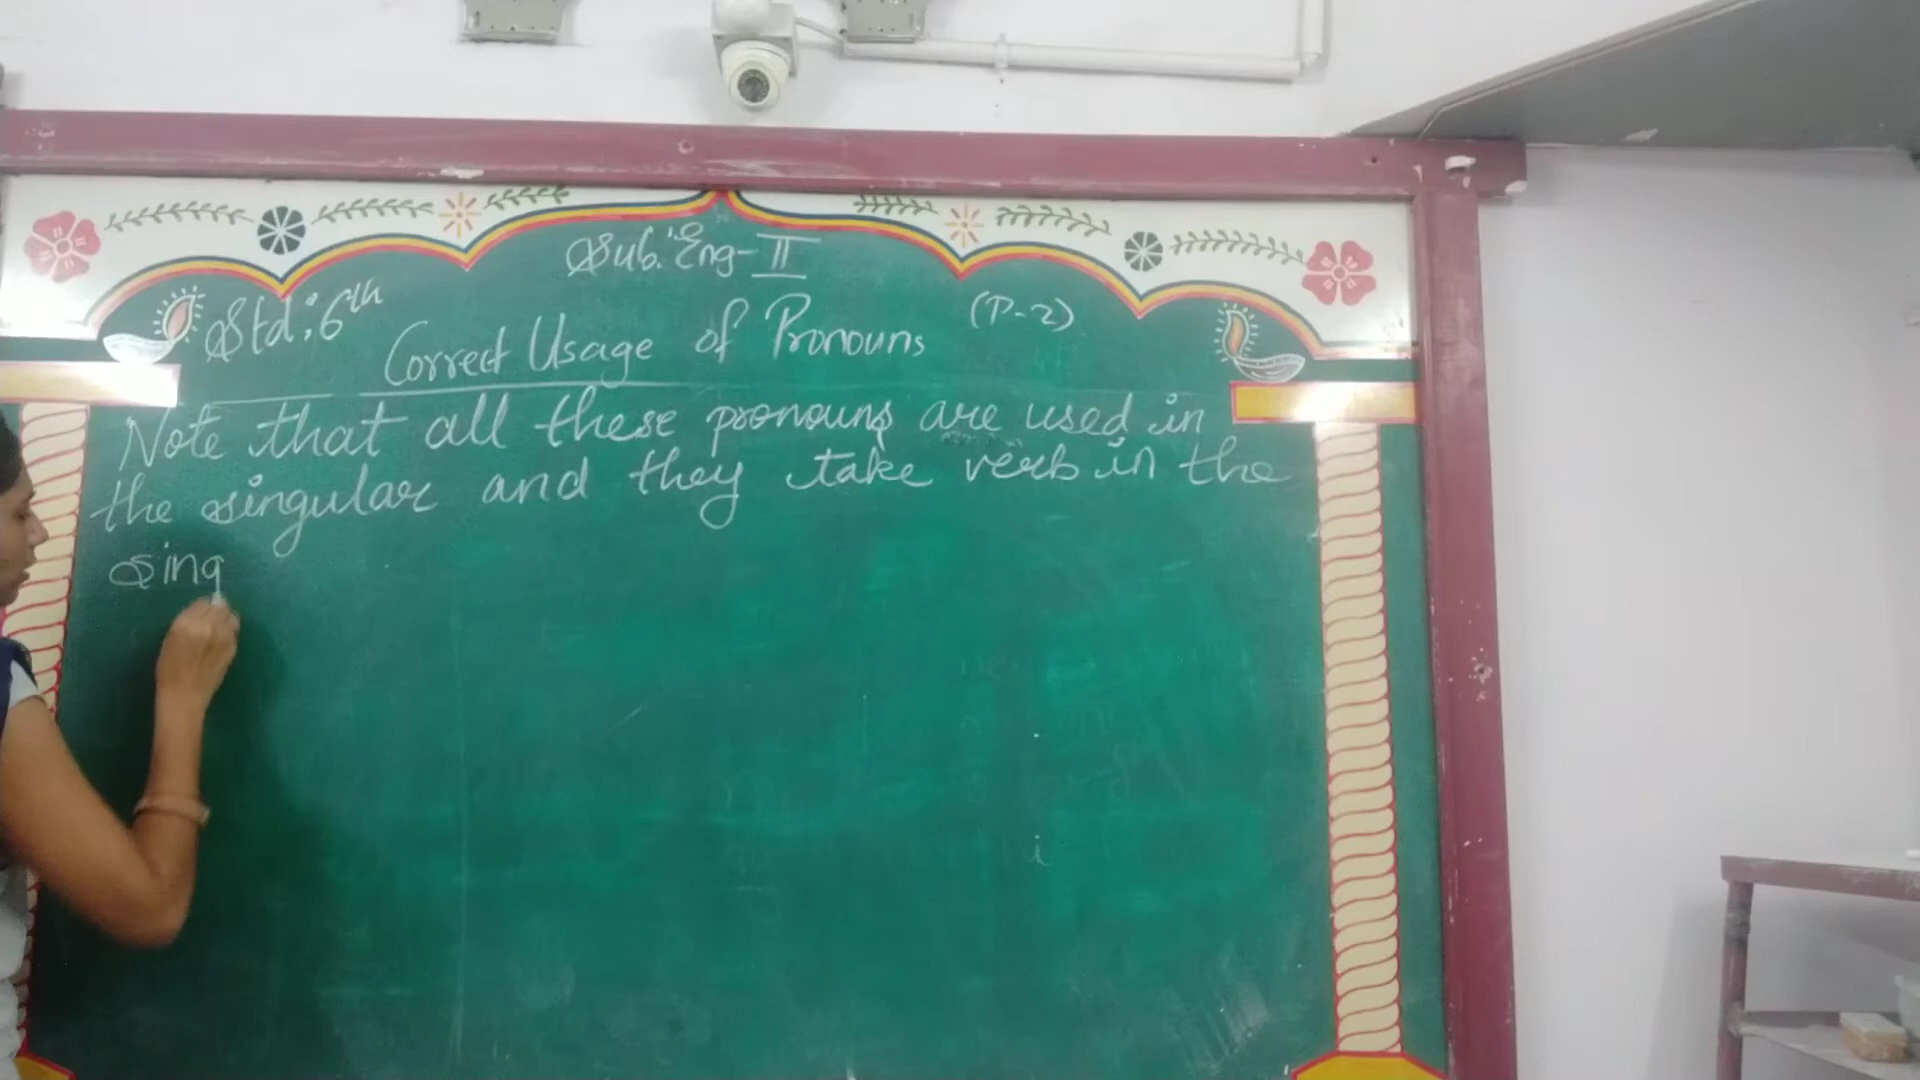 Sub: Eng-II
Std: 6th
Correct Usage of Pronouns (P-2)
Note that all these pronouns are used in
the singular and they take verb in the
sing